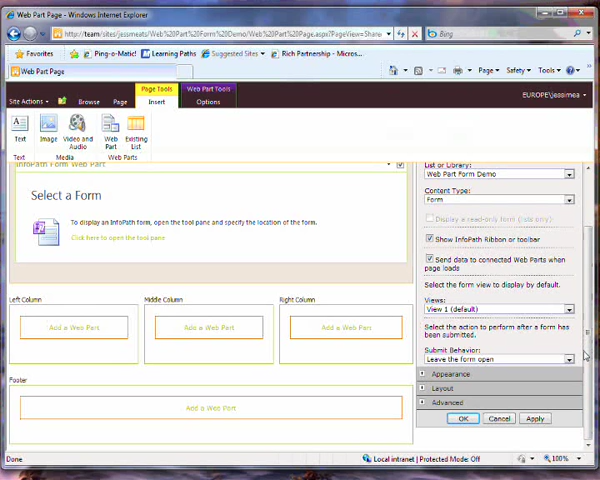 Web Part Page - Windows Internet Explorer
http://team/sites/jessmeats/Web%20Part%20Form%20Demo/Web%20Part%20Page.aspx?PageView=Share
Bing
Favorites Ping-o-Matic! Learning Paths Suggested Sites Rich Partnership - Micros...
Web Part Page
Page Safety Tools
Page Tools Web Part Tools
Site Actions Browse Page Insert Options
EUROPE\jessimea
Text Image Video and Audio Web Part Existing List
Text Media Web Parts
InfoPath Form Web Part
Select a Form
To display an InfoPath form, open the tool pane and specify the location of the form.
Click here to open the tool pane
Left Column Middle Column Right Column
Add a Web Part Add a Web Part Add a Web Part
Footer
Add a Web Part
List or Library:
Web Part Form Demo
Content Type:
Form
Display a read-only form (lists only)
Show InfoPath Ribbon or toolbar
Send data to connected Web Parts when
page loads
Select the form view to display by default.
Views:
View 1 (default)
Select the action to perform after a form has
been submitted.
Submit Behavior:
Leave the form open
Appearance
Layout
Advanced
OK Cancel Apply
Done
Local intranet | Protected Mode: Off
100%